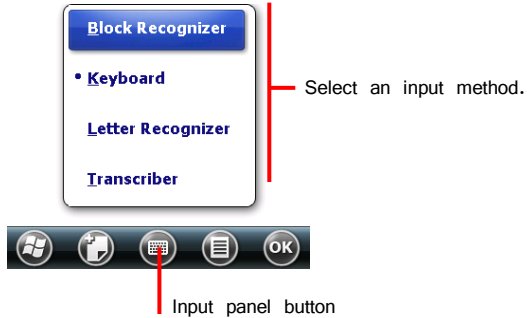 Block Recognizer
• Keyboard
Select an input method.
Letter Recognizer
Transcriber
OK
Input panel button